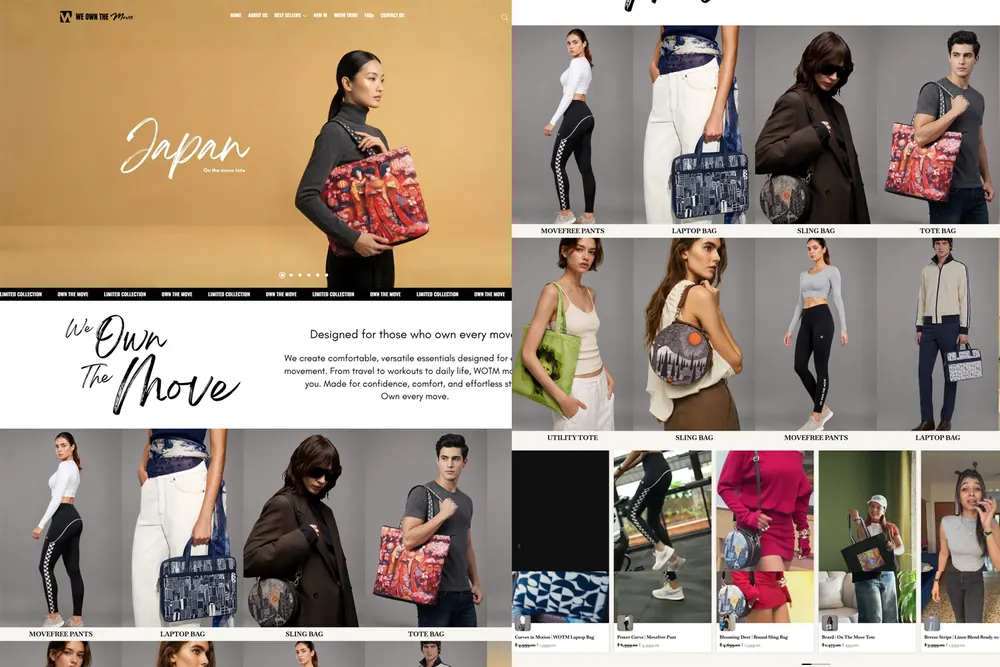 WE OWN THE Move
HOME ABOUT US BEST SELLERS NEW IN WOTM TRIBE FAQs CONTACT US
Japan
On the move tote
LIMITED COLLECTION OWN THE MOVE LIMITED COLLECTION OWN THE MOVE LIMITED COLLECTION OWN THE MOVE LIMITED COLLECTION OWN THE MOVE LIMITED COLLECTION OWN THE MOVE
We Own
The Move
Designed for those who own every move
We create comfortable, versatile essentials designed for
movement. From travel to workouts to daily life, WOTM
you. Made for confidence, comfort, and effortless
Own every move.
MOVEFREE PANTS LAPTOP BAG SLING BAG TOTE BAG
MOVEFREE PANTS LAPTOP BAG SLING BAG TOTE BAG
UTILITY TOTE SLING BAG MOVEFREE PANTS LAPTOP BAG
Curves in Motion | WOTM Laptop Bag
Power Curve | Movefree Pant
Blooming Deer | Round Sling Bag
Brazil | On The Move Tote
Breeze Stripe | Linen Blend Ready-to-